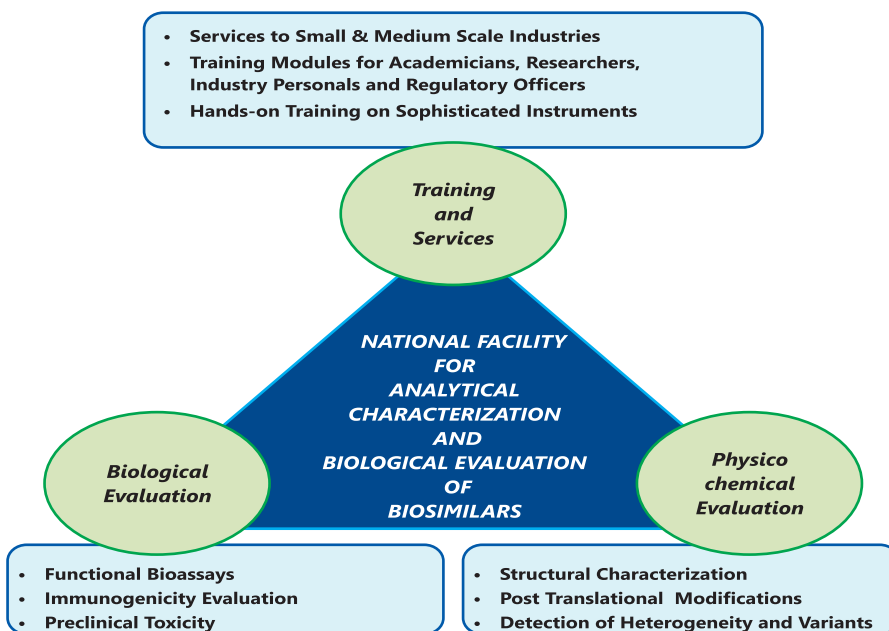 • Services to Small & Medium Scale Industries
• Training Modules for Academicians, Researchers,
Industry Personals and Regulatory Officers
• Hands-on Training on Sophisticated Instruments
Training
and
Services
NATIONAL FACILITY
FOR
ANALYTICAL
CHARACTERIZATION
AND
BIOLOGICAL EVALUATION
OF
BIOSIMILARS
Biological
Evaluation
Physico
chemical
Evaluation
• Functional Bioassays
• Immunogenicity Evaluation
• Preclinical Toxicity
• Structural Characterization
• Post Translational Modifications
• Detection of Heterogeneity and Variants